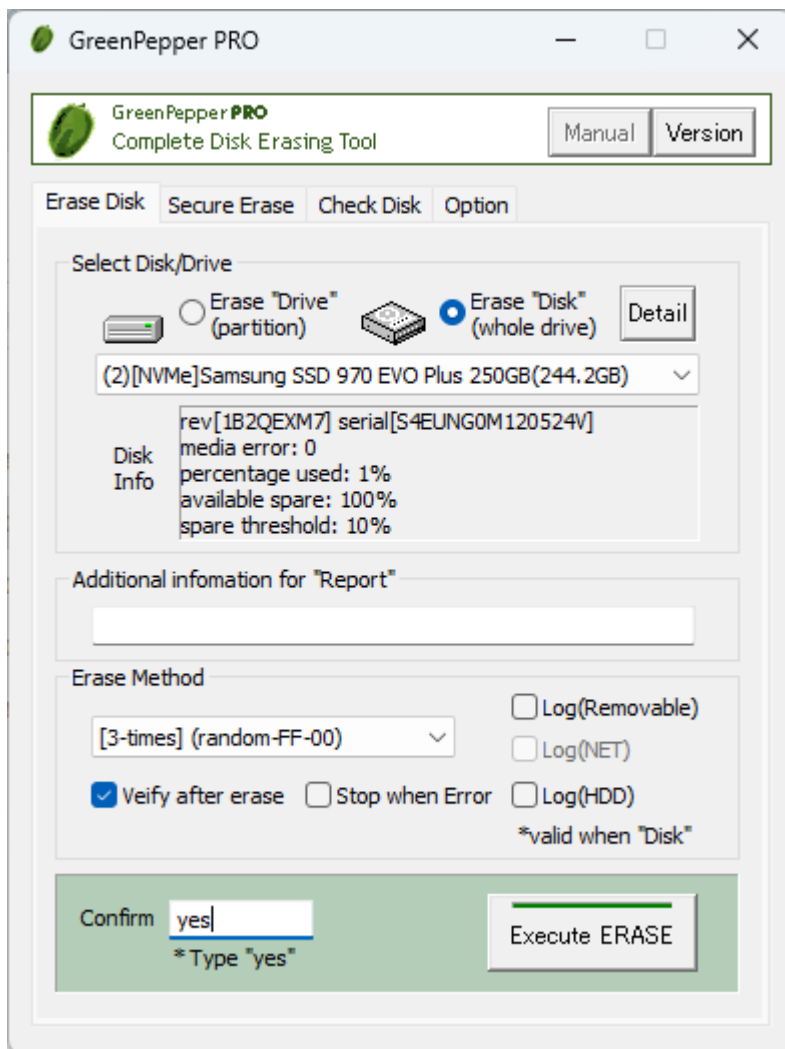 GreenPepper PRO
GreenPepper PRO
Complete Disk Erasing Tool
Manual
Version
Erase Disk
Secure Erase
Check Disk
Option
Select Disk/Drive
Erase "Drive"
(partition)
Erase "Disk"
(whole drive)
Detail
(2)[NVMe]Samsung SSD 970 EVO Plus 250GB(244.2GB)
Disk
Info
rev[1B2QEXM7] serial[S4EUNG0M120524V]
media error: 0
percentage used: 1%
available spare: 100%
spare threshold: 10%
Additional infomation for "Report"
Erase Method
[3-times] (random-FF-00)
Log(Removable)
Log(NET)
Veify after erase
Stop when Error
Log(HDD)
*valid when "Disk"
Confirm
yes
* Type "yes"
Execute ERASE